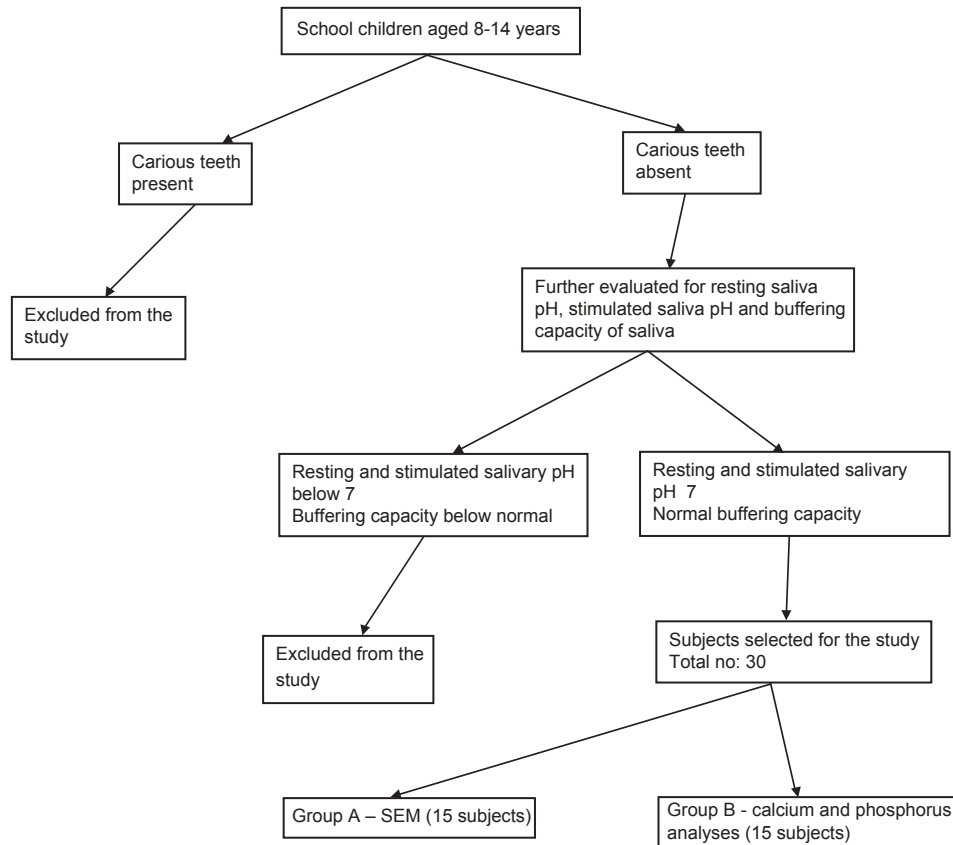 School children aged 8-14 years
Carious teeth
present
Carious teeth
absent
Excluded from the
study
Further evaluated for resting saliva
pH, stimulated saliva pH and buffering
capacity of saliva
Resting and stimulated salivary pH
below 7
Buffering capacity below normal
Resting and stimulated salivary
pH 7
Normal buffering capacity
Excluded from the
study
Subjects selected for the study
Total no: 30
Group A – SEM (15 subjects)
Group B - calcium and phosphorus
analyses (15 subjects)